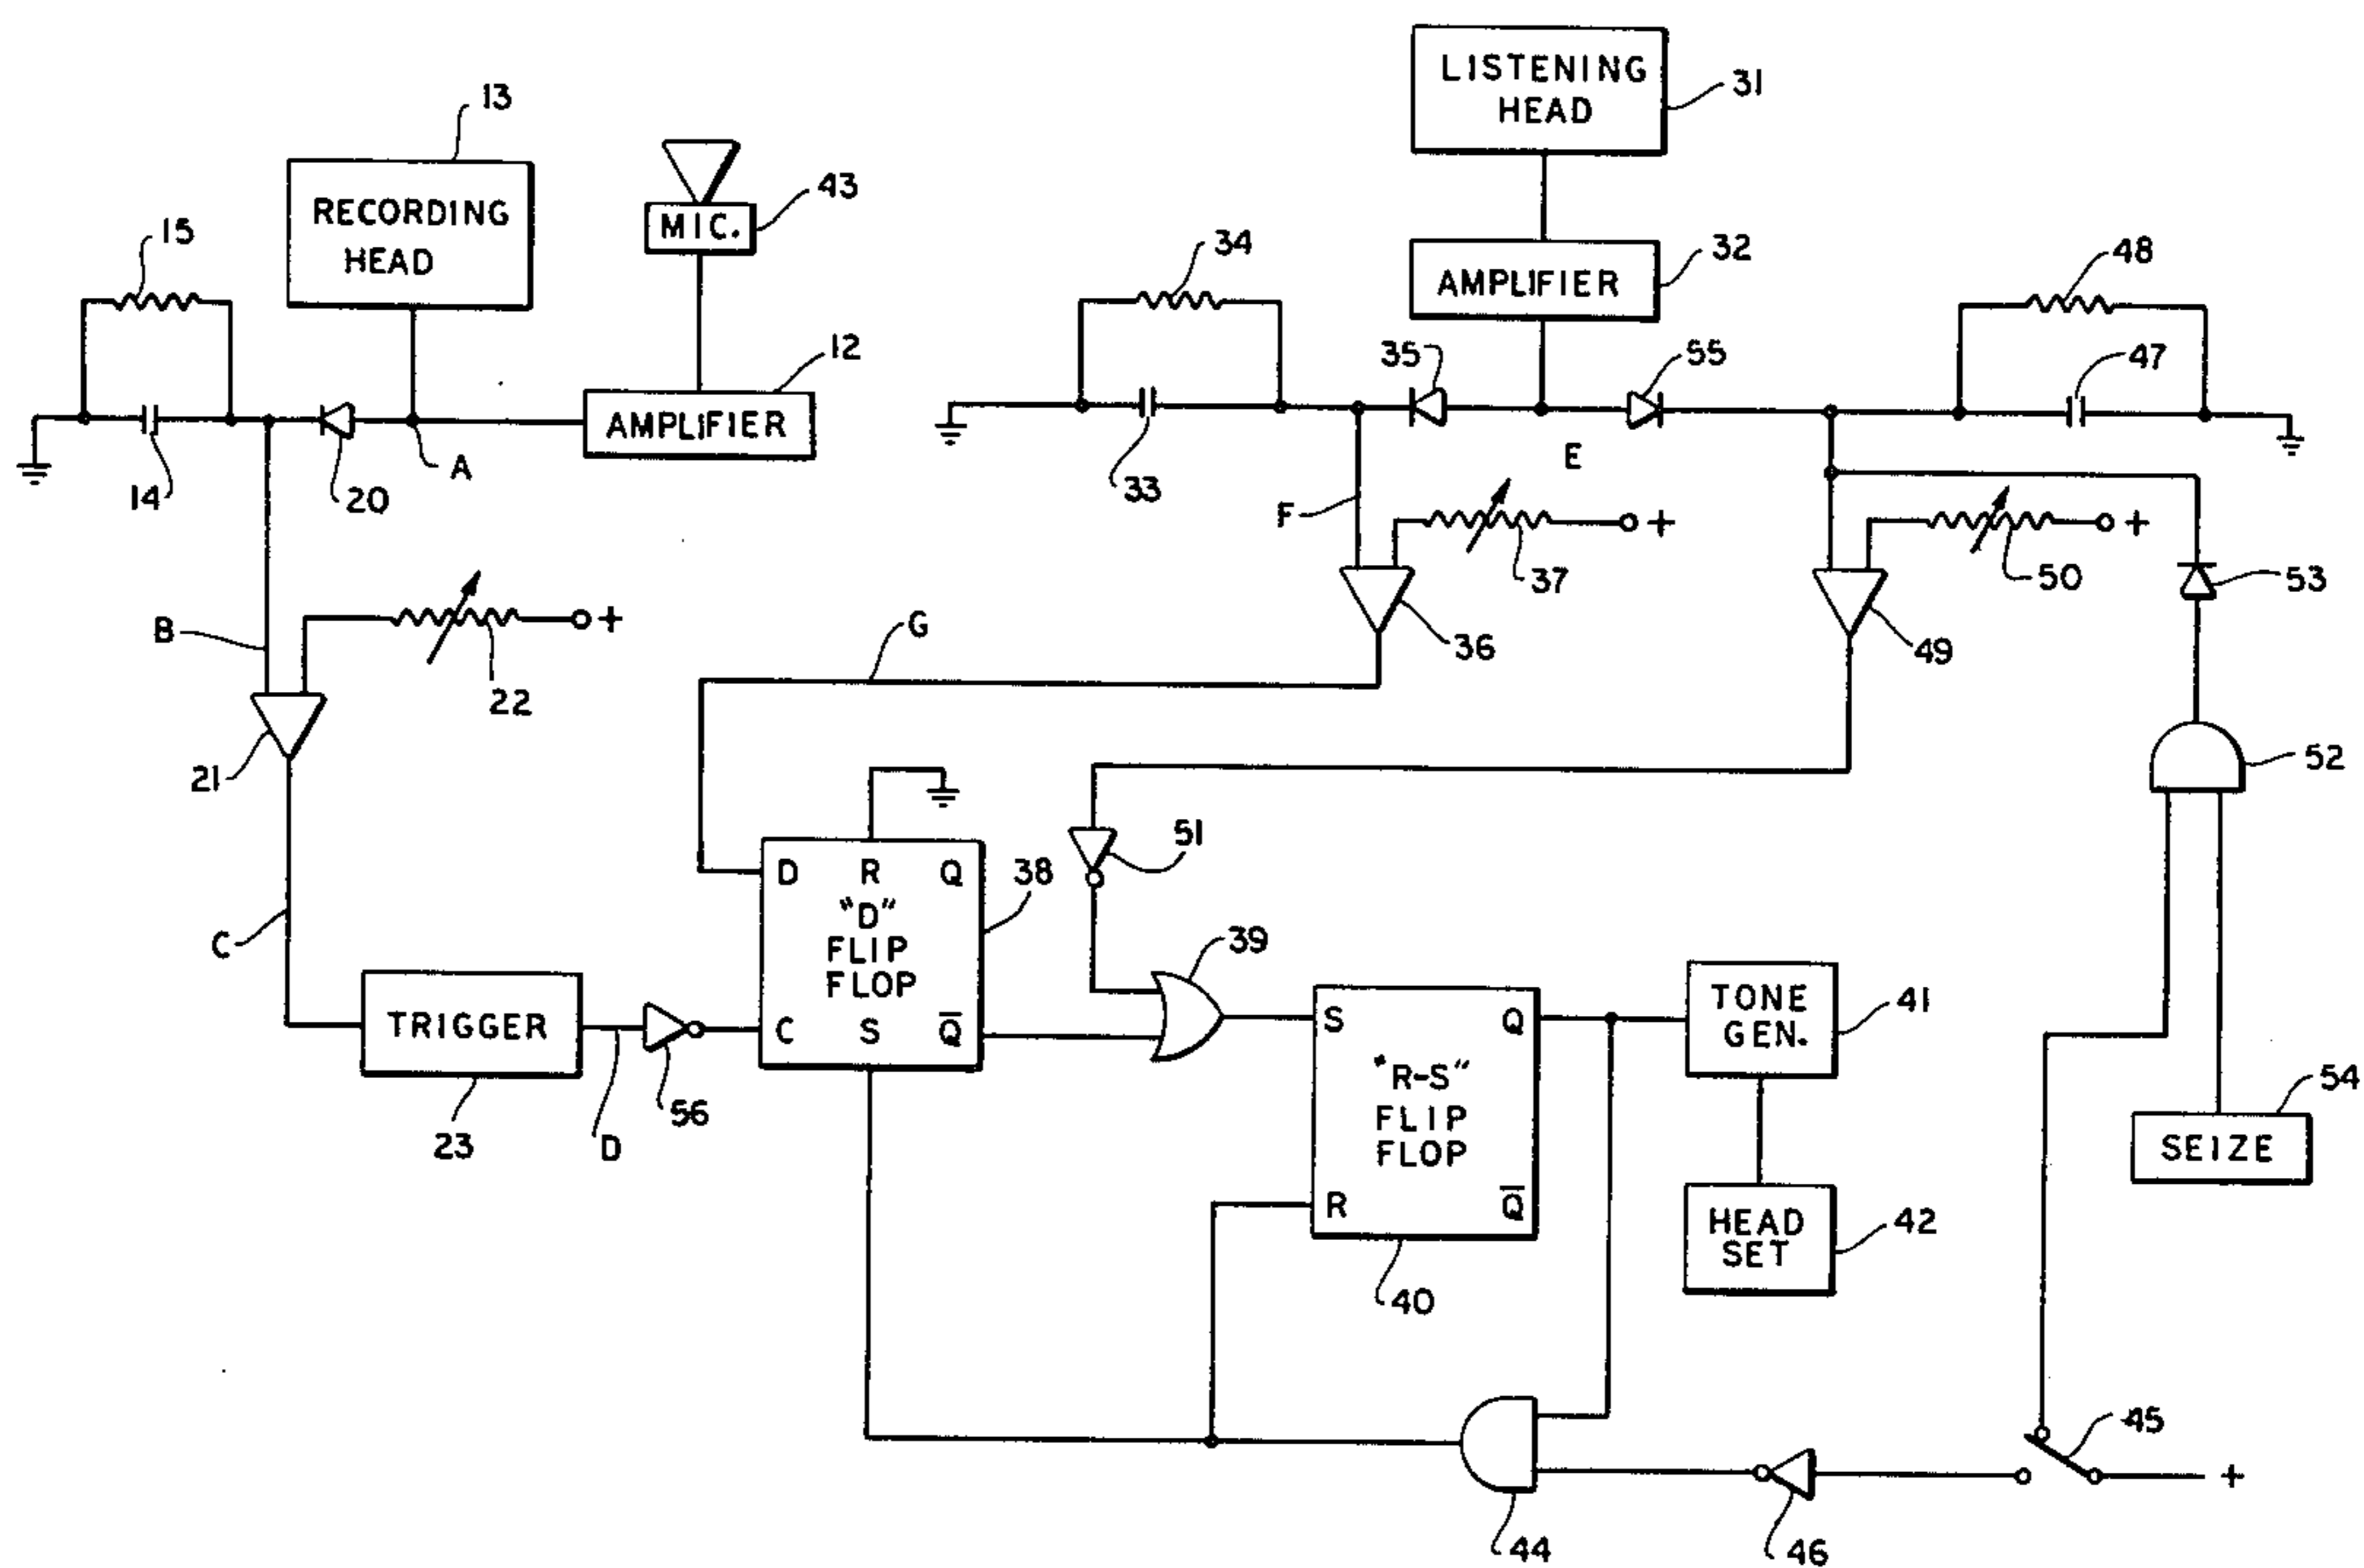 LISTENING
HEAD
31
13
RECORDING
HEAD
MIC.
43
15
34
AMPLIFIER
32
48
12
35
55
47
AMPLIFIER
A
14
20
33
E
F
+
37
+
50
53
B
22
+
G
36
49
21
52
51
D R Q
"D"
FLIP
FLOP
C S Q̅
38
39
C
TRIGGER
23
D
56
S Q
"R-S"
FLIP
FLOP
R Q̅
40
TONE
GEN.
41
HEAD
SET
42
54
SEIZE
45
+
44
46